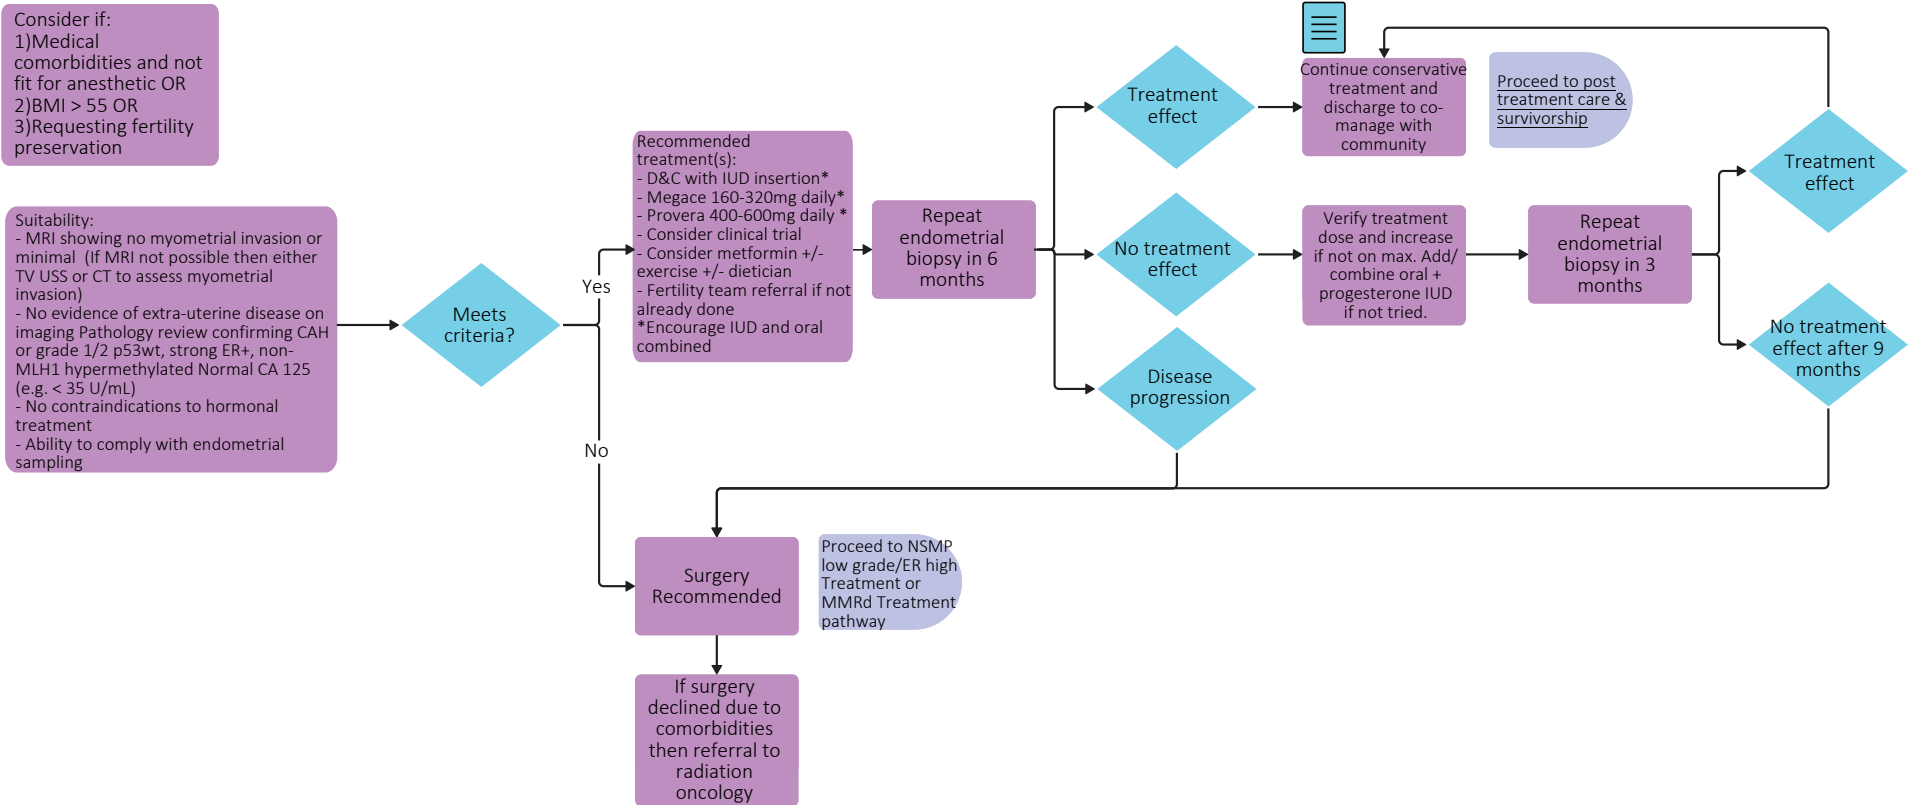 Consider if:
1)Medical
comorbidities and not
fit for anesthetic OR
2)BMI > 55 OR
3)Requesting fertility
preservation
Suitability:
- MRI showing no myometrial invasion or
minimal  (If MRI not possible then either
TV USS or CT to assess myometrial
invasion)
- No evidence of extra-uterine disease on
imaging Pathology review confirming CAH
or grade 1/2 p53wt, strong ER+, non-
MLH1 hypermethylated Normal CA 125
(e.g. < 35 U/mL)
- No contraindications to hormonal
treatment
- Ability to comply with endometrial
sampling
Meets
criteria?
Yes
No
Recommended
treatment(s):
- D&C with IUD insertion*
- Megace 160-320mg daily*
- Provera 400-600mg daily *
- Consider clinical trial
- Consider metformin +/-
exercise +/- dietician
- Fertility team referral if not
already done
*Encourage IUD and oral
combined
Repeat
endometrial
biopsy in 6
months
Treatment
effect
No treatment
effect
Disease
progression
Continue conservative
treatment and
discharge to co-
manage with
community
Proceed to post
treatment care &
survivorship
Verify treatment
dose and increase
if not on max. Add/
combine oral +
progesterone IUD
if not tried.
Repeat
endometrial
biopsy in 3
months
Treatment
effect
No treatment
effect after 9
months
Surgery
Recommended
Proceed to NSMP
low grade/ER high
Treatment or
MMRd Treatment
pathway
If surgery
declined due to
comorbidities
then referral to
radiation
oncology